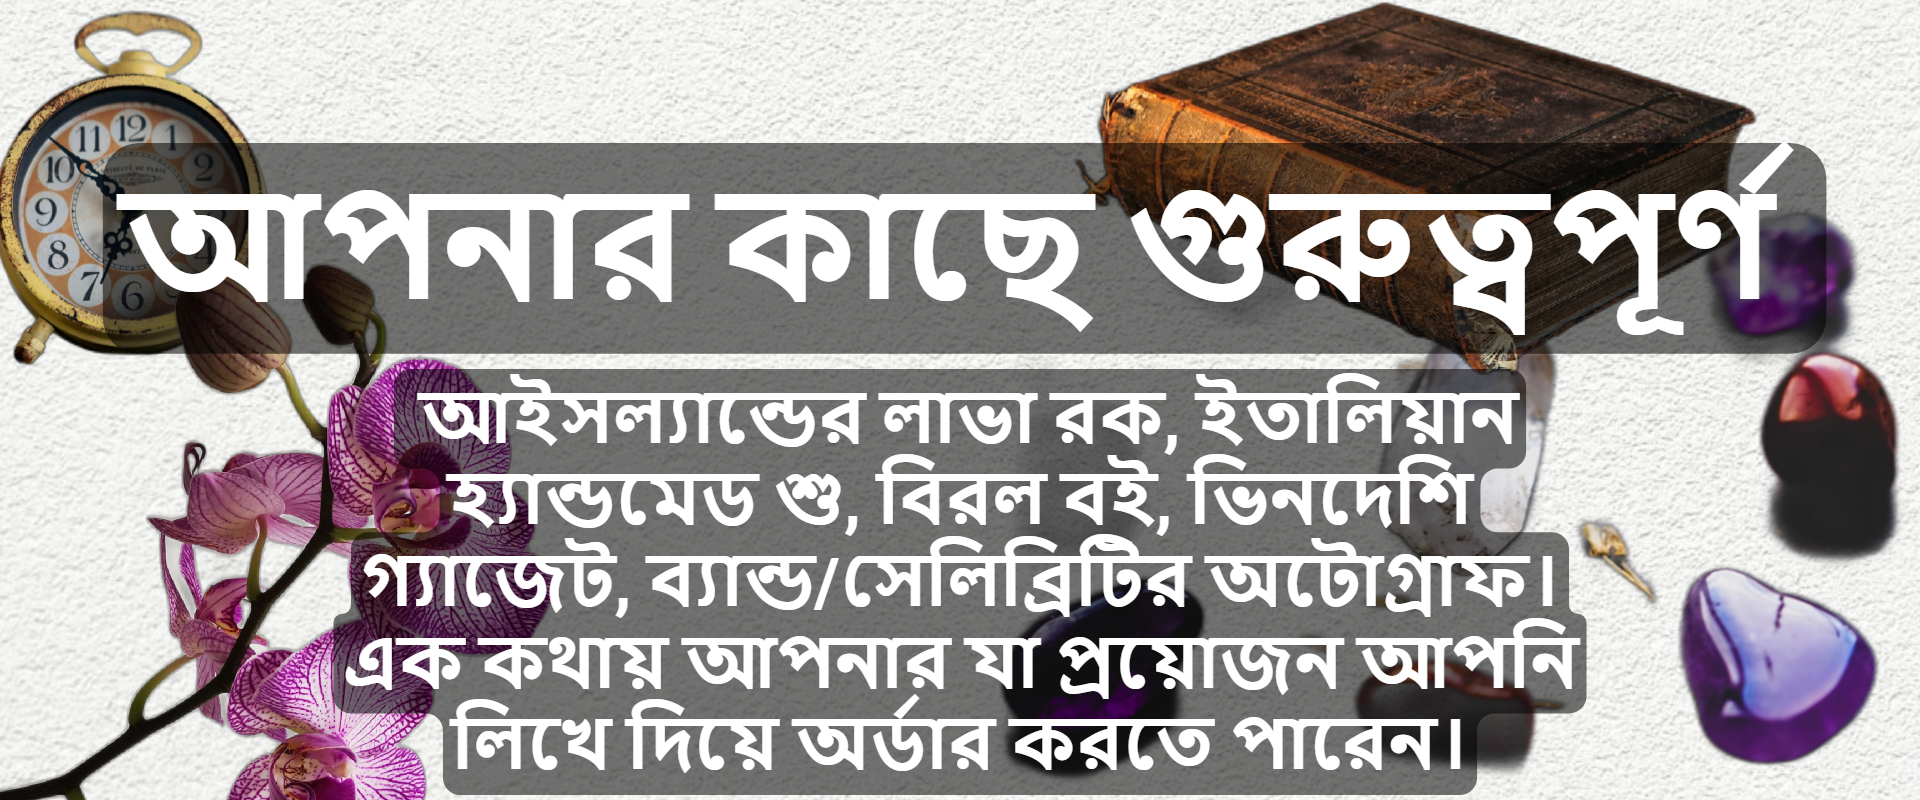 11 12 1
10 2
9
8
7 6
আপনার কাছে গুরুত্বপূর্ণ
আইসল্যান্ডের লাভা রক, ইতালিয়ান
হ্যান্ডমেড শু, বিরল বই, ভিনদেশি
গ্যাজেট, ব্যান্ড/সেলিব্রিটির অটোগ্রাফ।
এক কথায় আপনার যা প্রয়োজন আপনি
লিখে দিয়ে অর্ডার করতে পারেন।